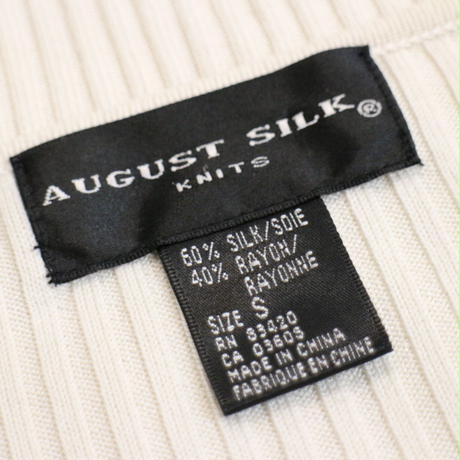 AUGUST SILK®
KNITS
60% SILK/SOIE
40% RAYON/
RAYONNE
SIZE S
RN 83420
CA 03605
MADE IN CHINA
FABRIQUE EN CHINE